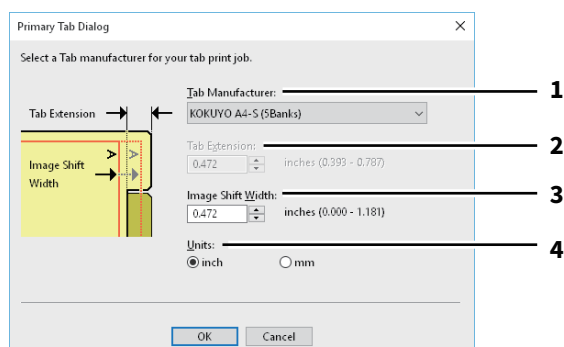 Primary Tab Dialog
Select a Tab manufacturer for your tab print job.
Tab Manufacturer:
1
KOKUYO A4-S (5Banks)
Tab Extension
Tab Extension:
2
0.472
inches (0.393 - 0.787)
A
A
Image Shift
Width
Image Shift Width:
3
0.472
inches (0.000 - 1.181)
Units:
4
inch
mm
OK
Cancel